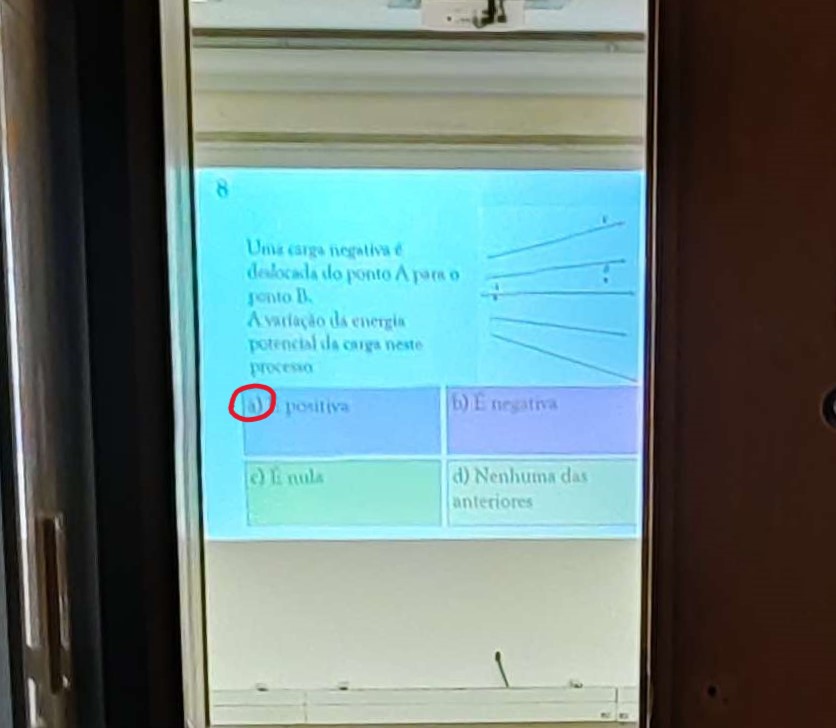 8
Uma carga negativa é
deslocada do ponto A para o
ponto B.
A variação da energia
potencial da carga neste
processo
a) É positiva
b) É negativa
c) É nula
d) Nenhuma das
anteriores